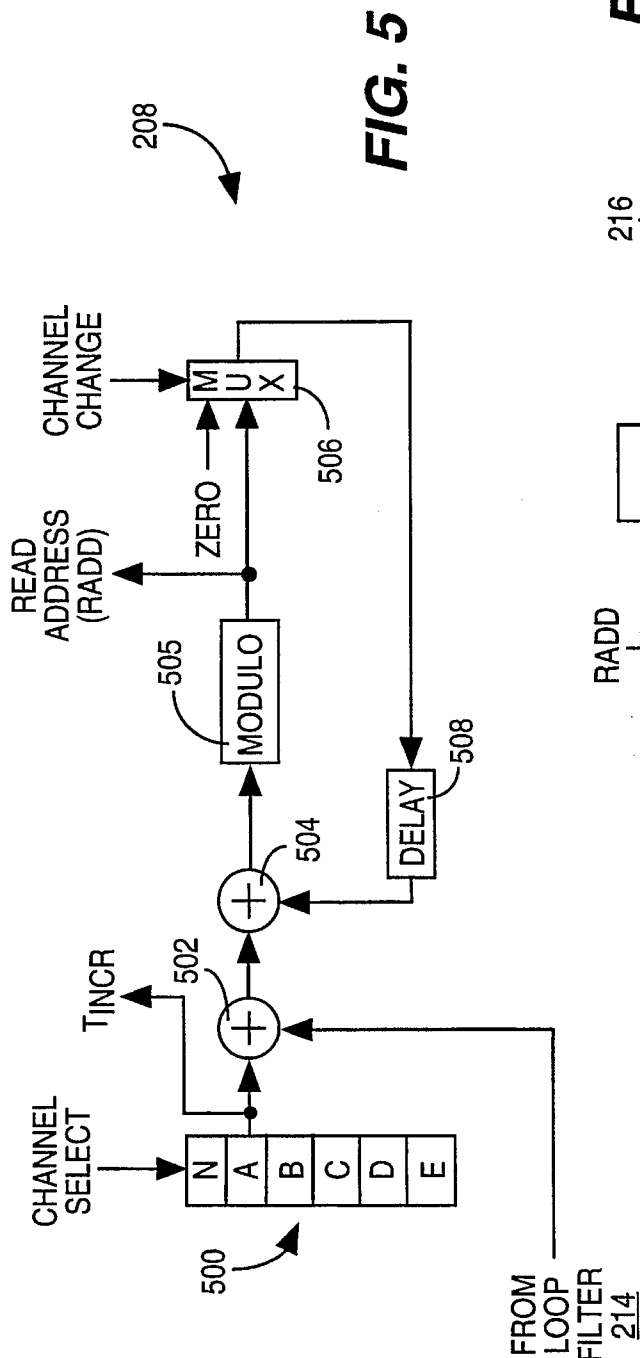 FIG. 5
208
CHANNEL
CHANGE
READ
ADDRESS
(RADD)
ZERO
M
U
X
506
505
MODULO
504
DELAY
508
TINCR
502
CHANNEL
SELECT
N
A
B
C
D
E
500
FROM
LOOP
FILTER
214
216
RADD